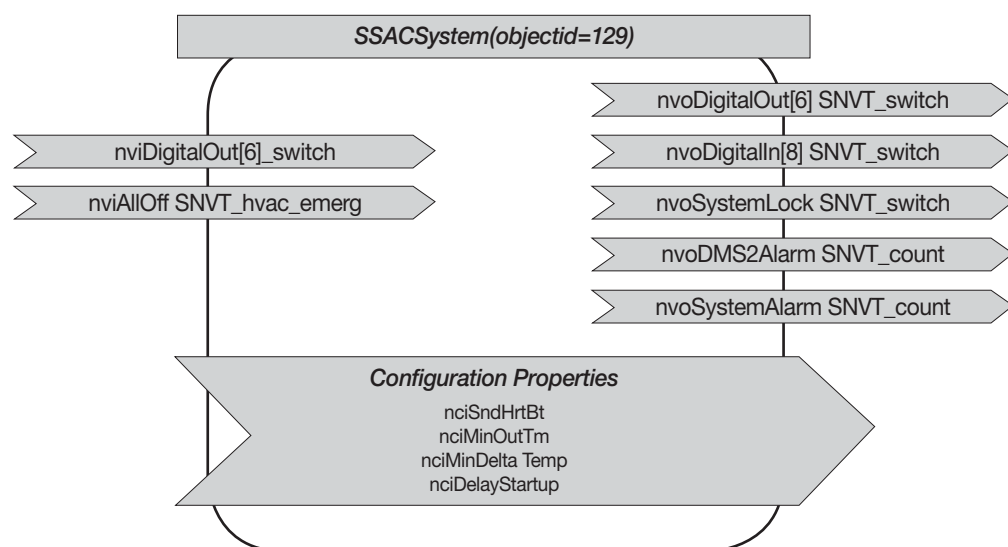 SSACSystem(objectid=129)
nviDigitalOut[6]_switch
nviAllOff SNVT_hvac_emerg
nvoDigitalOut[6] SNVT_switch
nvoDigitalIn[8] SNVT_switch
nvoSystemLock SNVT_switch
nvoDMS2Alarm SNVT_count
nvoSystemAlarm SNVT_count
Configuration Properties
nciSndHrtBt
nciMinOutTm
nciMinDelta Temp
nciDelayStartup